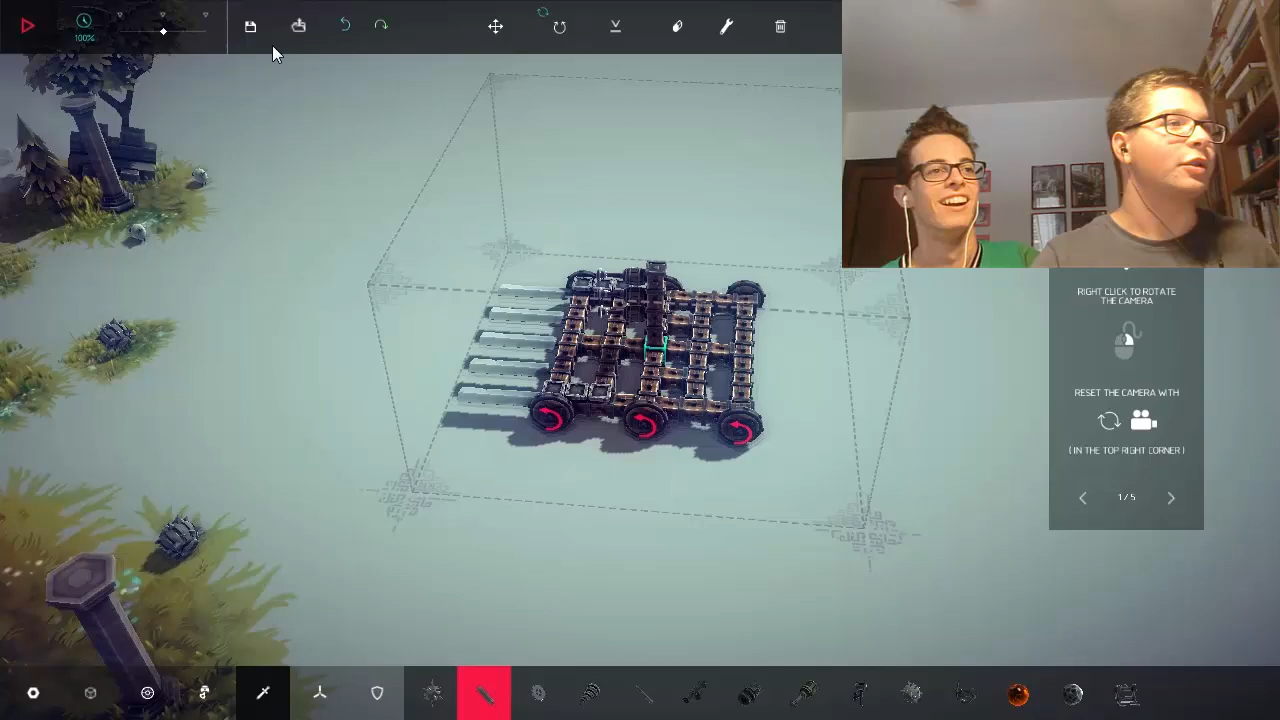 100%
RIGHT CLICK TO ROTATE
THE CAMERA
RESET THE CAMERA WITH
( IN THE TOP RIGHT CORNER )
1/5